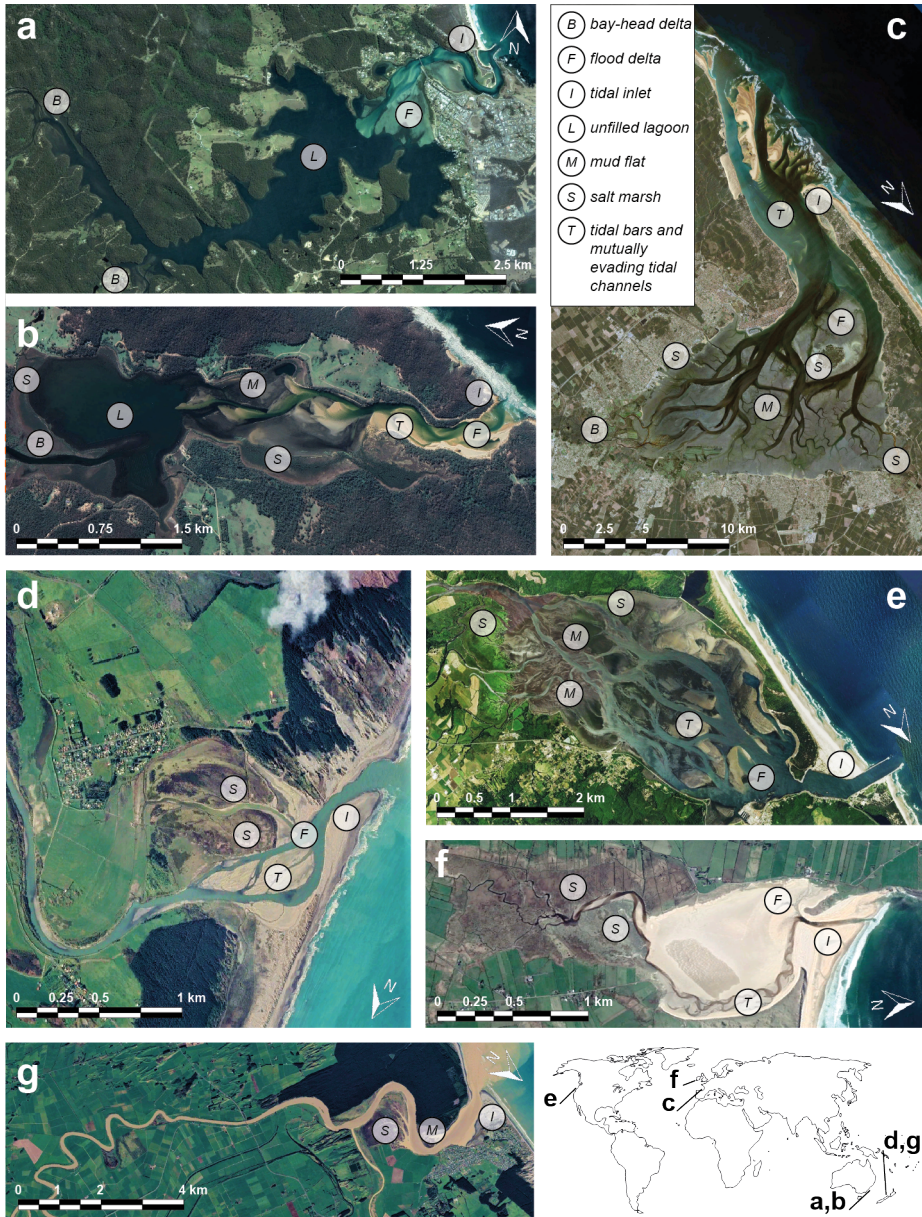 a
I
N
B
F
L
B
0 1.25 2.5 km
B bay-head delta
F flood delta
I tidal inlet
L unfilled lagoon
M mud flat
S salt marsh
T tidal bars and
mutually
evading tidal
channels
c
N
T
I
F
S
S
M
B
S
0 2.5 5 10 km
b
N
S
M
I
L
T
F
B
S
0 0.75 1.5 km
d
S
S
F
I
T
0 0.25 0.5 1 km
N
e
S
S
M
M
T
F
I
N
0 0.5 1 2 km
f
S
S
F
I
T
N
0 0.25 0.5 1 km
g
N
S
M
I
0 1 2 4 km
e
f
c
d,g
a,b